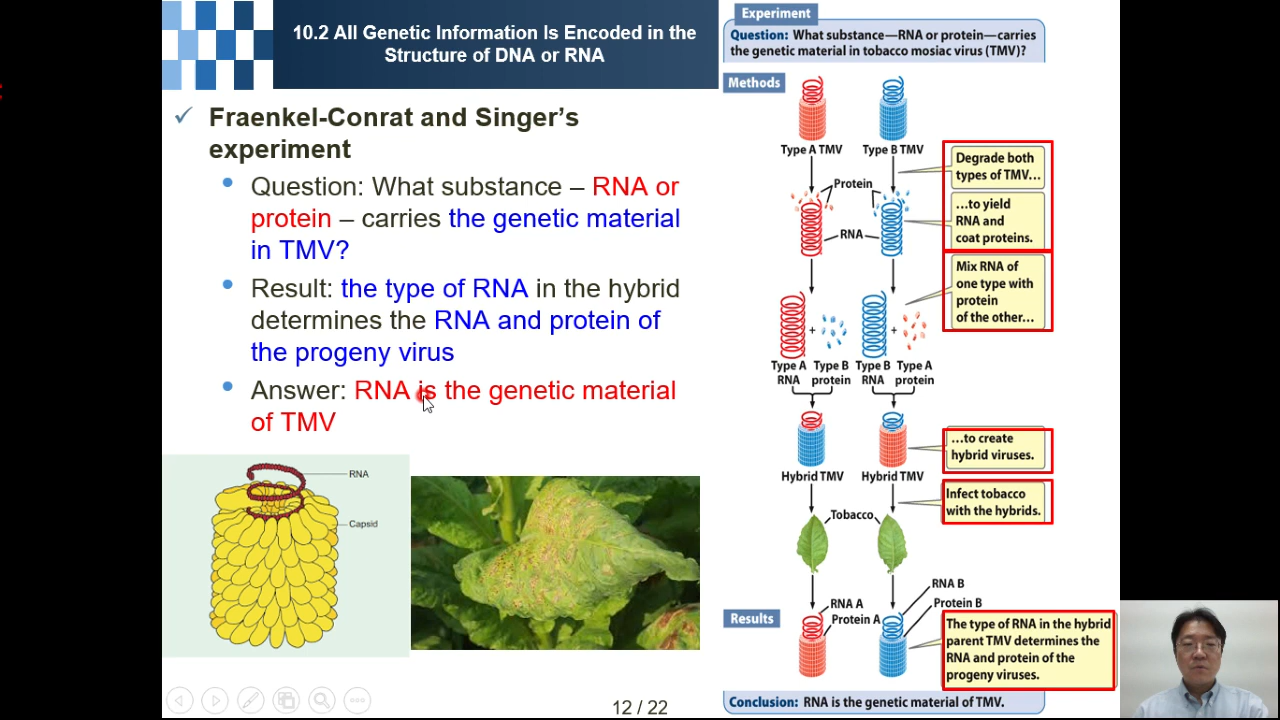 10.2 All Genetic Information Is Encoded in the
Structure of DNA or RNA
Fraenkel-Conrat and Singer's
experiment
Question: What substance – RNA or
protein – carries the genetic material
in TMV?
Result: the type of RNA in the hybrid
determines the RNA and protein of
the progeny virus
Answer: RNA is the genetic material
of TMV
RNA
Capsid
12 / 22
Experiment
Question: What substance—RNA or protein—carries
the genetic material in tobacco mosiac virus (TMV)?
Methods
Type A TMV
Type B TMV
Degrade both
types of TMV...
Protein
...to yield
RNA and
coat proteins.
RNA
Mix RNA of
one type with
protein
of the other...
+
+
Type A
RNA
Type B
protein
Type B
RNA
Type A
protein
...to create
hybrid viruses.
Hybrid TMV
Hybrid TMV
Infect tobacco
with the hybrids.
Tobacco
RNA B
Protein B
RNA A
Protein A
Results
The type of RNA in the hybrid
parent TMV determines the
RNA and protein of the
progeny viruses.
Conclusion: RNA is the genetic material of TMV.